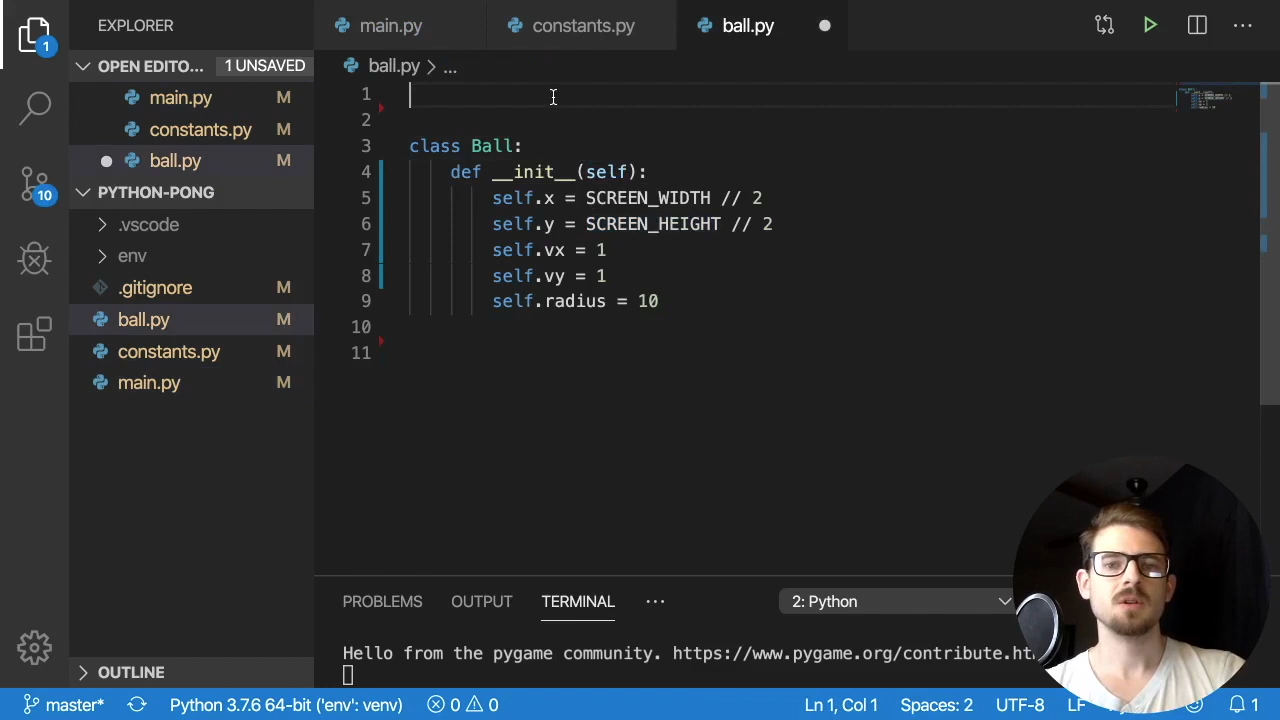 EXPLORER
main.py
constants.py
ball.py
1
OPEN EDITO...
1 UNSAVED
ball.py > ...
main.py M
constants.py M
ball.py M
PYTHON-PONG
.vscode
env
.gitignore M
ball.py M
constants.py M
main.py M
10
1
2
3 class Ball:
4 def __init__(self):
5 self.x = SCREEN_WIDTH // 2
6 self.y = SCREEN_HEIGHT // 2
7 self.vx = 1
8 self.vy = 1
9 self.radius = 10
10
11
PROBLEMS
OUTPUT
TERMINAL
...
2: Python
Hello from the pygame community. https://www.pygame.org/contribute.ht
OUTLINE
master*
Python 3.7.6 64-bit ('env': venv)
0
0
Ln 1, Col 1
Spaces: 2
UTF-8
LF
1